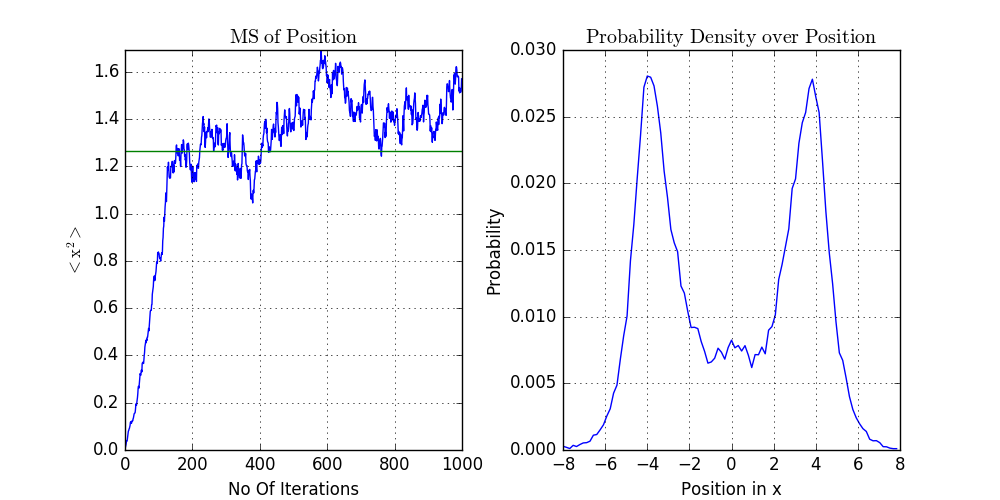 MS of Position
1.6
1.4
1.2
1.0
0.8
0.6
0.4
0.2
0.0
< x² >
0 200 400 600 800 1000
No Of Iterations
Probability Density over Position
0.030
0.025
0.020
0.015
0.010
0.005
0.000
Probability
−8 −6 −4 −2 0 2 4 6 8
Position in x